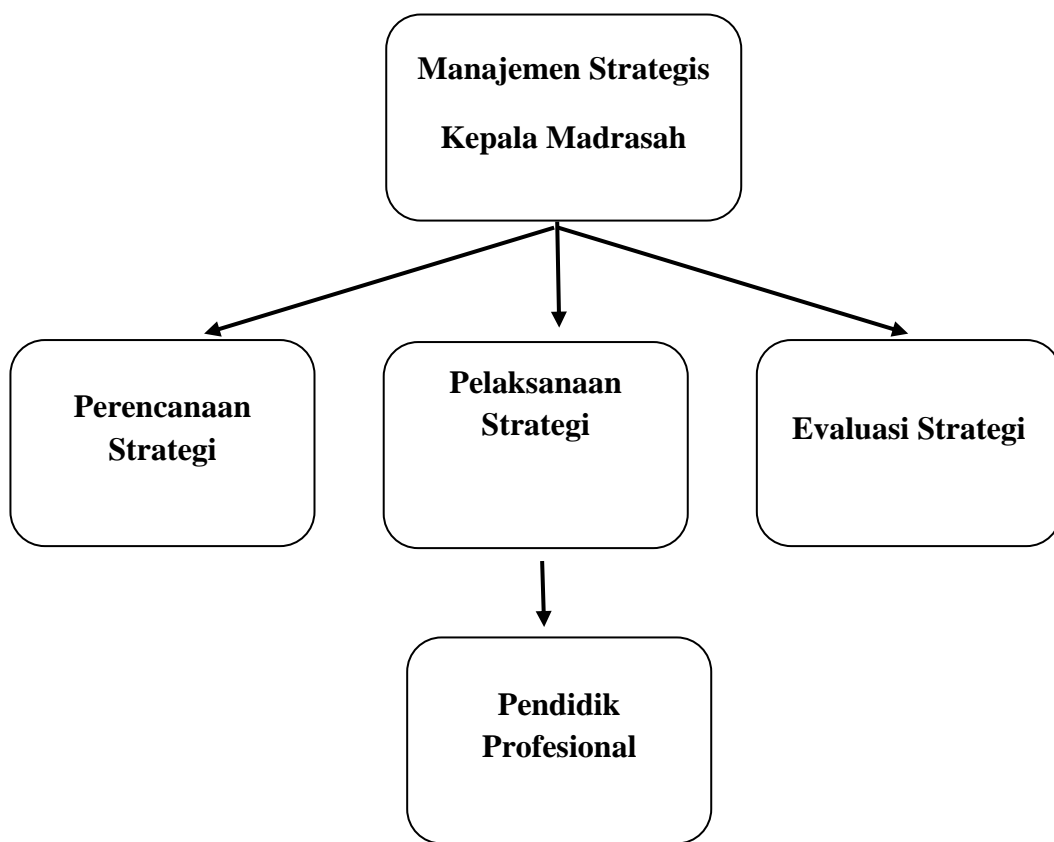 Manajemen Strategis
Kepala Madrasah
Perencanaan
Strategi
Pelaksanaan
Strategi
Evaluasi Strategi
Pendidik
Profesional